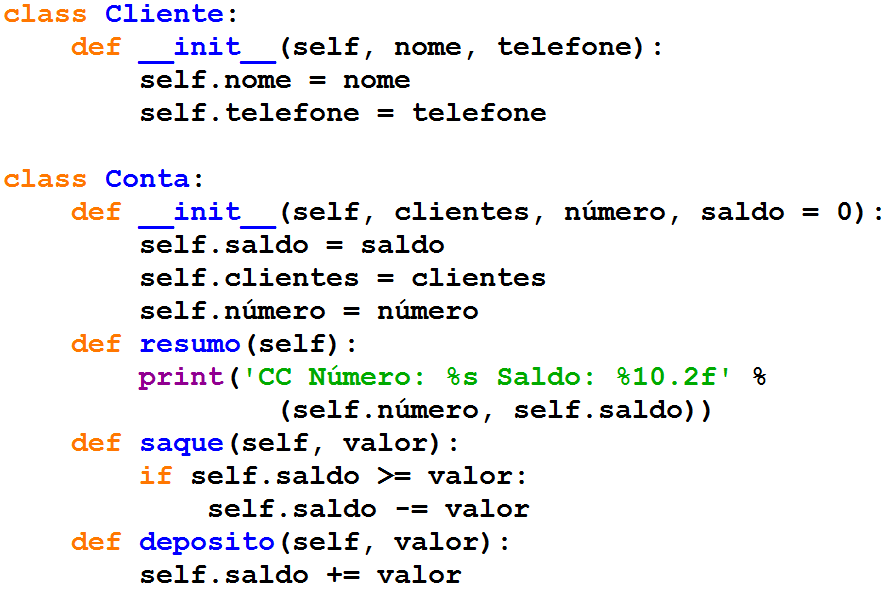 class Cliente:
    def __init__(self, nome, telefone):
        self.nome = nome
        self.telefone = telefone

class Conta:
    def __init__(self, clientes, número, saldo = 0):
        self.saldo = saldo
        self.clientes = clientes
        self.número = número
    def resumo(self):
        print('CC Número: %s Saldo: %10.2f' %
                (self.número, self.saldo))
    def saque(self, valor):
        if self.saldo >= valor:
            self.saldo -= valor
    def deposito(self, valor):
        self.saldo += valor